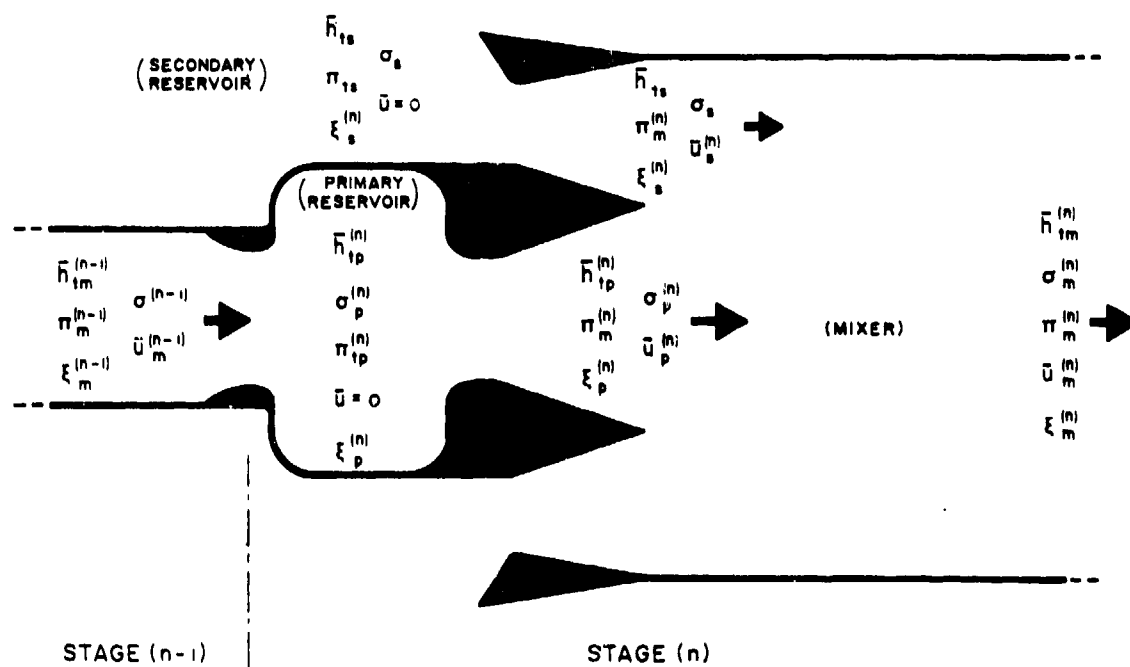 h̄ₜₛ
σₛ
(SECONDARY
RESERVOIR)
πₜₛ
ū = 0
ξₛ⁽ⁿ⁾
h̄ₜₛ
σₛ
πₘ⁽ⁿ⁾
ūₛ⁽ⁿ⁾
ξₛ⁽ⁿ⁾
(PRIMARY
RESERVOIR)
h̄ₜₘ⁽ⁿ⁻¹⁾
σ⁽ⁿ⁻¹⁾
πₘ⁽ⁿ⁻¹⁾
ūₘ⁽ⁿ⁻¹⁾
ξₘ⁽ⁿ⁻¹⁾
h̄ₜₚ⁽ⁿ⁾
σₚ⁽ⁿ⁾
πₜₚ⁽ⁿ⁾
ū = 0
ξₚ⁽ⁿ⁾
h̄ₜₚ⁽ⁿ⁾
σₚ⁽ⁿ⁾
πₘ⁽ⁿ⁾
ūₚ⁽ⁿ⁾
ξₚ⁽ⁿ⁾
(MIXER)
h̄ₜₘ⁽ⁿ⁾
σₘ⁽ⁿ⁾
πₘ⁽ⁿ⁾
ūₘ⁽ⁿ⁾
ξₘ⁽ⁿ⁾
STAGE (n-1)
STAGE (n)